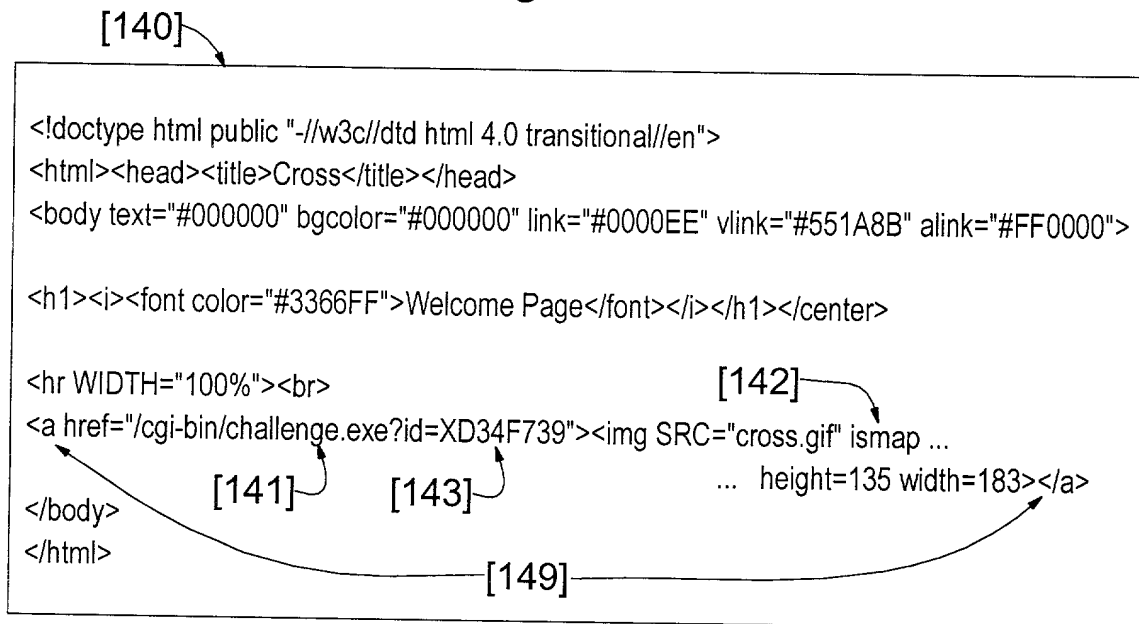 [140]
<!doctype html public "-//w3c//dtd html 4.0 transitional//en">
<html><head><title>Cross</title></head>
<body text="#000000" bgcolor="#000000" link="#0000EE" vlink="#551A8B" alink="#FF0000">
<h1><i><font color="#3366FF">Welcome Page</font></i></h1></center>
<hr WIDTH="100%"><br>
[142]
<a href="/cgi-bin/challenge.exe?id=XD34F739"><img SRC="cross.gif" ismap ...
[141] [143] ... height=135 width=183></a>
</body>
</html>
[149]